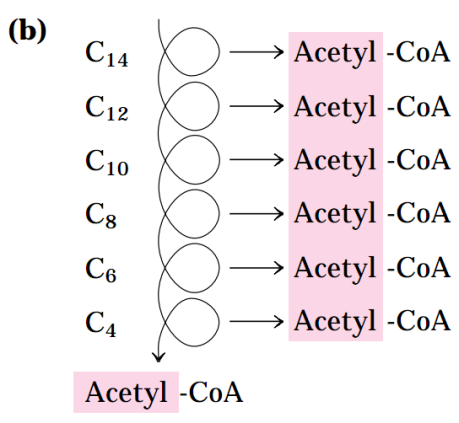 (b)
C₁₄ Acetyl -CoA
C₁₂ Acetyl -CoA
C₁₀ Acetyl -CoA
C₈ Acetyl -CoA
C₆ Acetyl -CoA
C₄ Acetyl -CoA
Acetyl -CoA